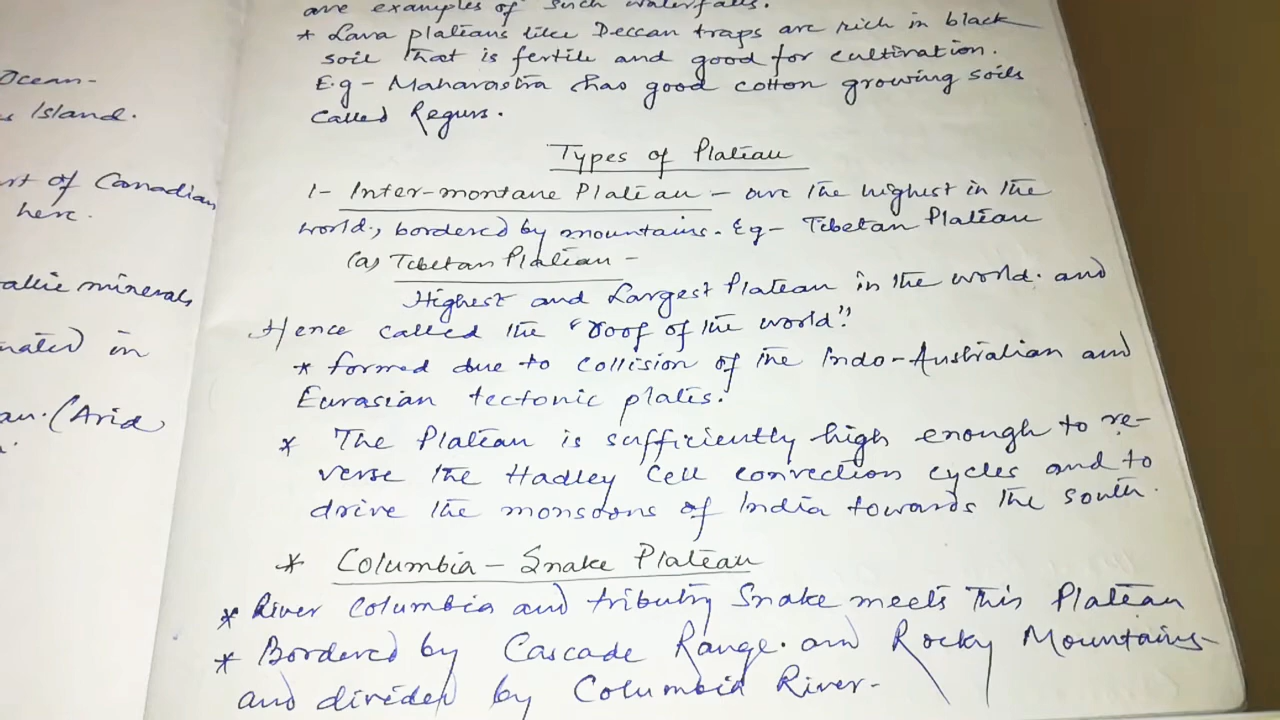 Ocean-
Island.
rt of Canadian
here.
allic minerals
nated in
au. (Arid
are examples of such waterfalls.
* Lava plateaus like Deccan traps are rich in black
soil that is fertile and good for cultivation.
E.g - Maharastra has good cotton growing soils
called Regurs.
Types of Plateau
1- Inter-montane Plateau - are the highest in the
world., bordered by mountains. Eg- Tibetan Plateau
(a) Tibetan Plateau -
Highest and Largest Plateau in the world. and
Hence called the "roof of the world".
* formed due to collision of the Indo-Australian and
Eurasian tectonic plates.
* The Plateau is sufficiently high enough to re-
verse the Hadley Cell convection cycles and to
drive the monsoons of India towards the south.
* Columbia - Snake Plateau
* River Columbia and tributry Snake meets this Plateau
* Bordered by Cascade Range. and Rocky Mountains-
and divided by Columbia River-